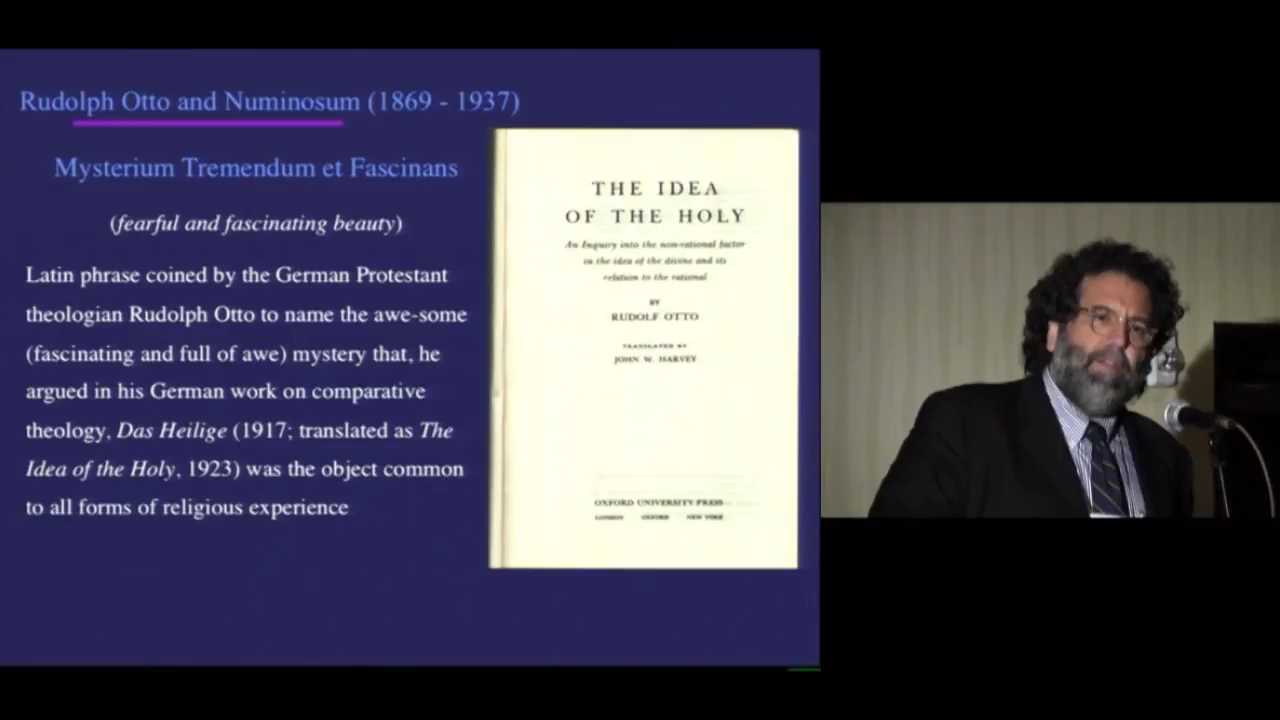 Rudolph Otto and Numinosum (1869 - 1937)
Mysterium Tremendum et Fascinans
(fearful and fascinating beauty)
Latin phrase coined by the German Protestant
theologian Rudolph Otto to name the awe-some
(fascinating and full of awe) mystery that, he
argued in his German work on comparative
theology, Das Heilige (1917; translated as The
Idea of the Holy, 1923) was the object common
to all forms of religious experience
THE IDEA
OF THE HOLY
An Inquiry into the non-rational factor
in the idea of the divine and its
relation to the rational
BY
RUDOLF OTTO
TRANSLATED BY
JOHN W. HARVEY
OXFORD UNIVERSITY PRESS
LONDON OXFORD NEW YORK